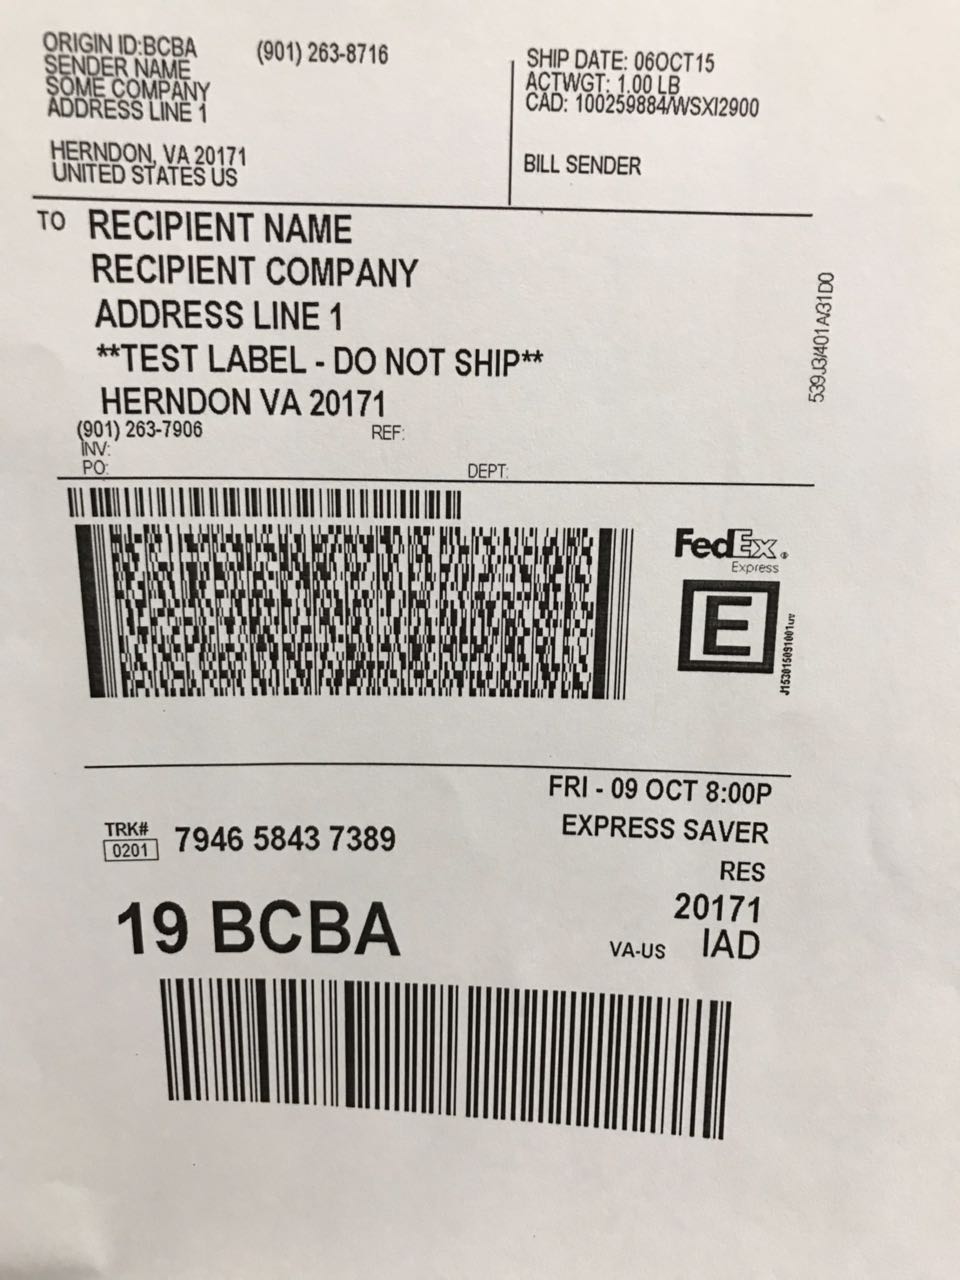 ORIGIN ID:BCBA (901) 263-8716
SENDER NAME
SOME COMPANY
ADDRESS LINE 1
HERNDON, VA 20171
UNITED STATES US
SHIP DATE: 06OCT15
ACTWGT: 1.00 LB
CAD: 100259884/WSXI2900
BILL SENDER
TO RECIPIENT NAME
RECIPIENT COMPANY
ADDRESS LINE 1
**TEST LABEL - DO NOT SHIP**
HERNDON VA 20171
(901) 263-7906 REF:
INV:
PO: DEPT:
539J3/401A/31D0
FedEx®
Express
E
J153015091001uv
FRI - 09 OCT 8:00P
EXPRESS SAVER
TRK#
0201 7946 5843 7389
RES
20171
19 BCBA
VA-US IAD